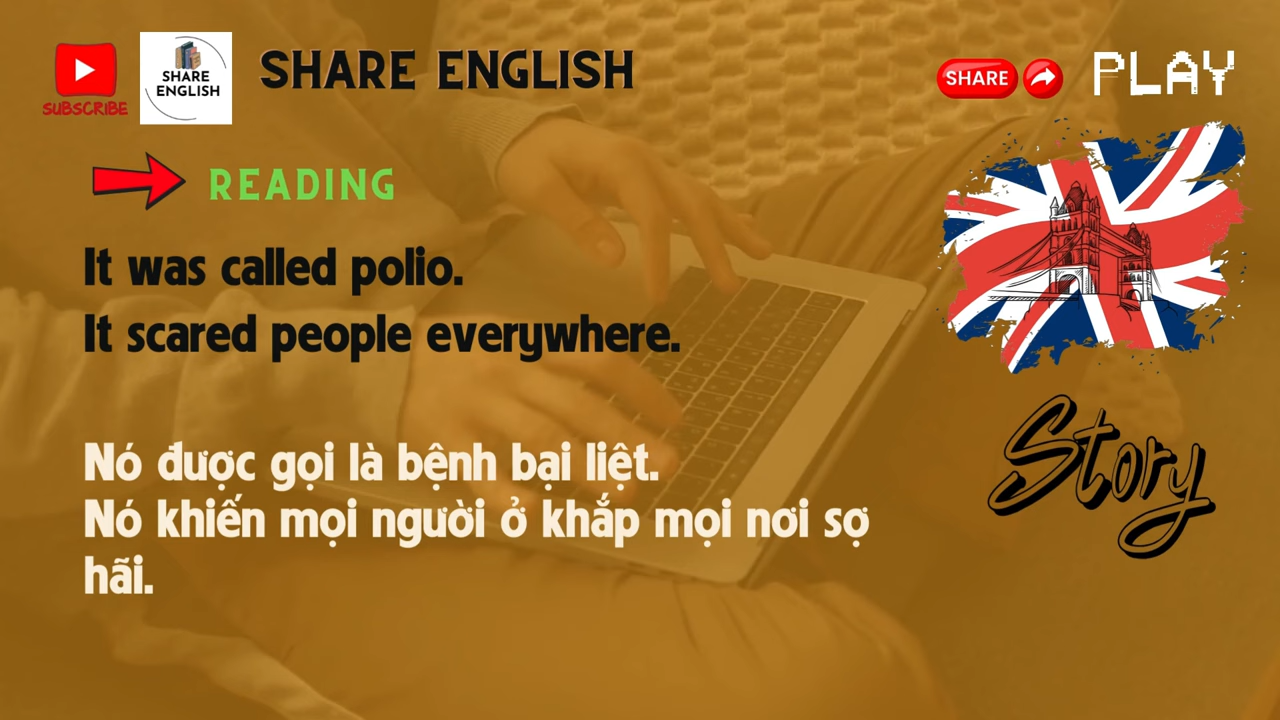 SUBSCRIBE
SHARE
ENGLISH
SHARE ENGLISH
SHARE
PLAY
READING
It was called polio.
It scared people everywhere.
Nó được gọi là bệnh bại liệt.
Nó khiến mọi người ở khắp mọi nơi sợ
hãi.
Story